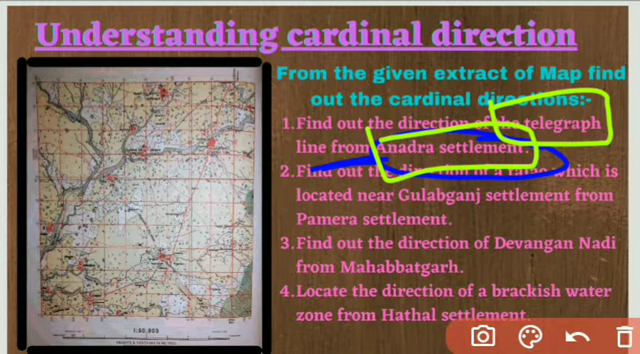 Understanding cardinal direction
From the given extract of Map find
out the cardinal directions:-
1.Find out the direction of the telegraph
line from Anadra settlement.
2.Find out the direction of a talao which is
located near Gulabganj settlement from
Pamera settlement.
3.Find out the direction of Devangan Nadi
from Mahabbatgarh.
4.Locate the direction of a brackish water
zone from Hathal settlement.
1:50,000